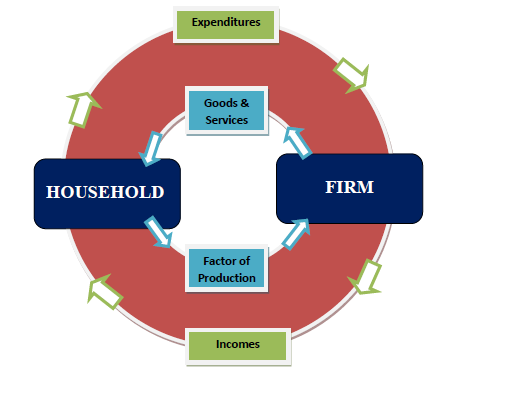 Expenditures
Goods &
Services
HOUSEHOLD
FIRM
Factor of
Production
Incomes